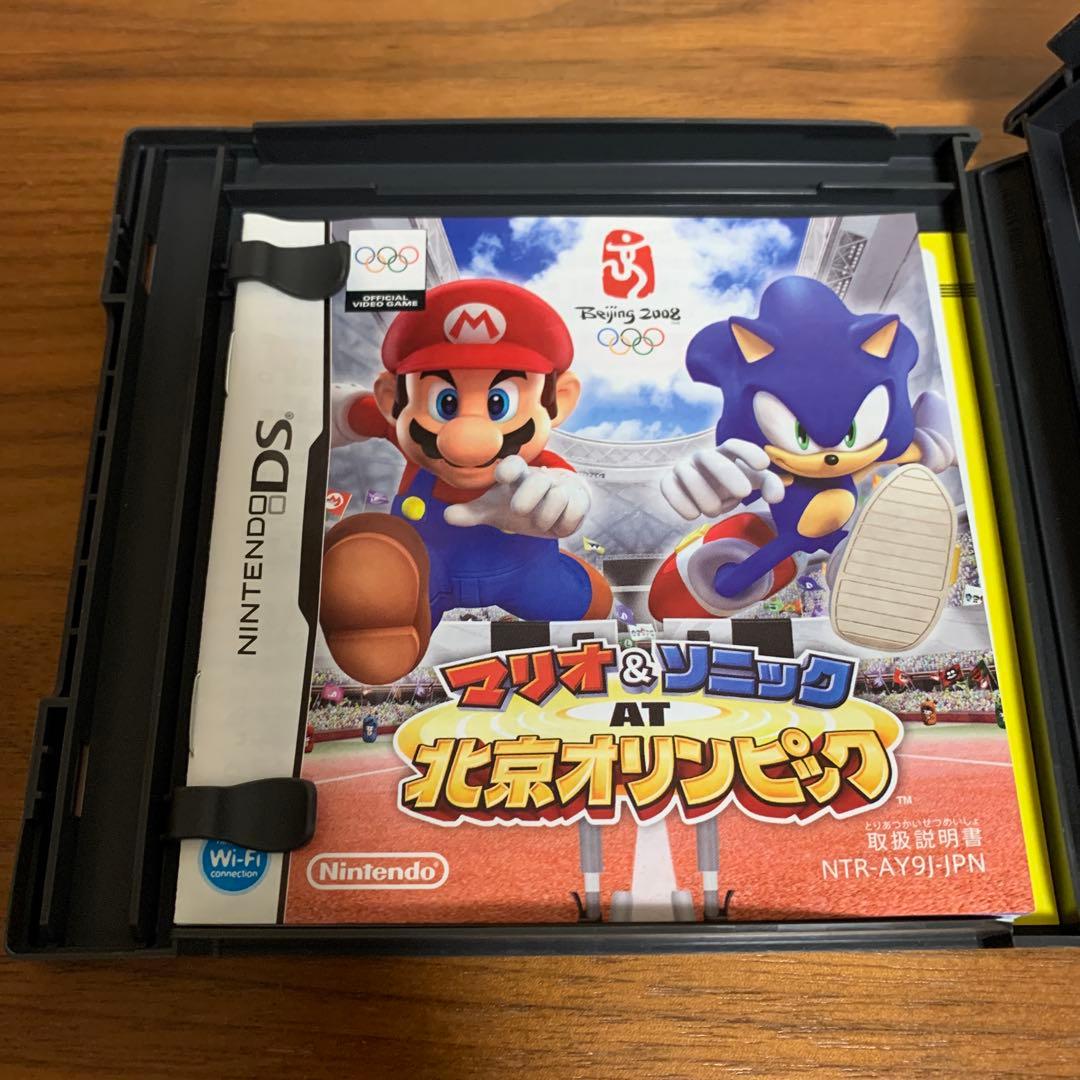 OFFICIAL
VIDEO GAME
Beijing 2008
NINTENDO DS®
M
マリオ&ソニック
AT
北京オリンピック™
とりあつかいせつめいしょ
取扱説明書
NTR-AY9J-JPN
Wi-Fi
connection
Nintendo